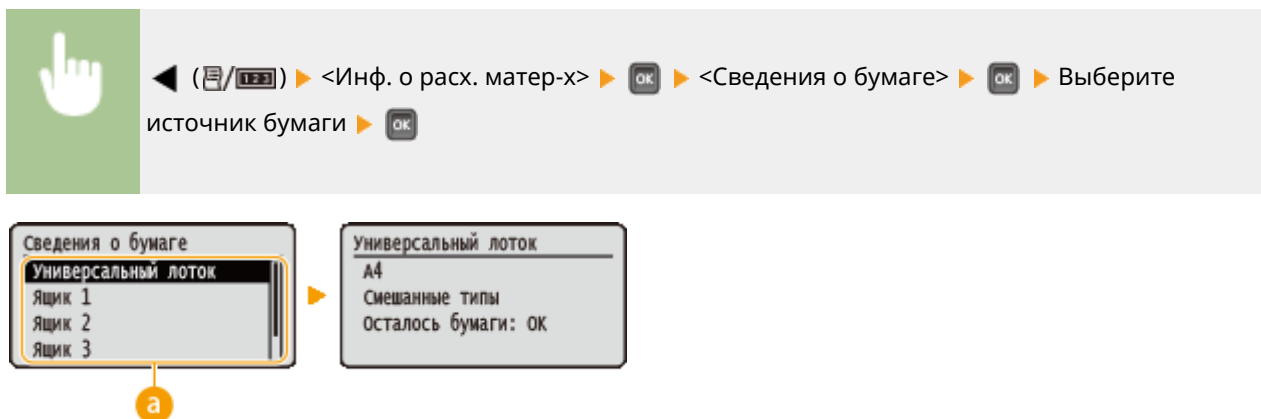 ◀ (/123) ▶ <Инф. о расх. матер-х> ▶ OK ▶ <Сведения о бумаге> ▶ OK ▶ Выберите
источник бумаги ▶ OK
Сведения о бумаге
Универсальный лоток
Ящик 1
Ящик 2
Ящик 3
a
Универсальный лоток
A4
Смешанные типы
Осталось бумаги: OK